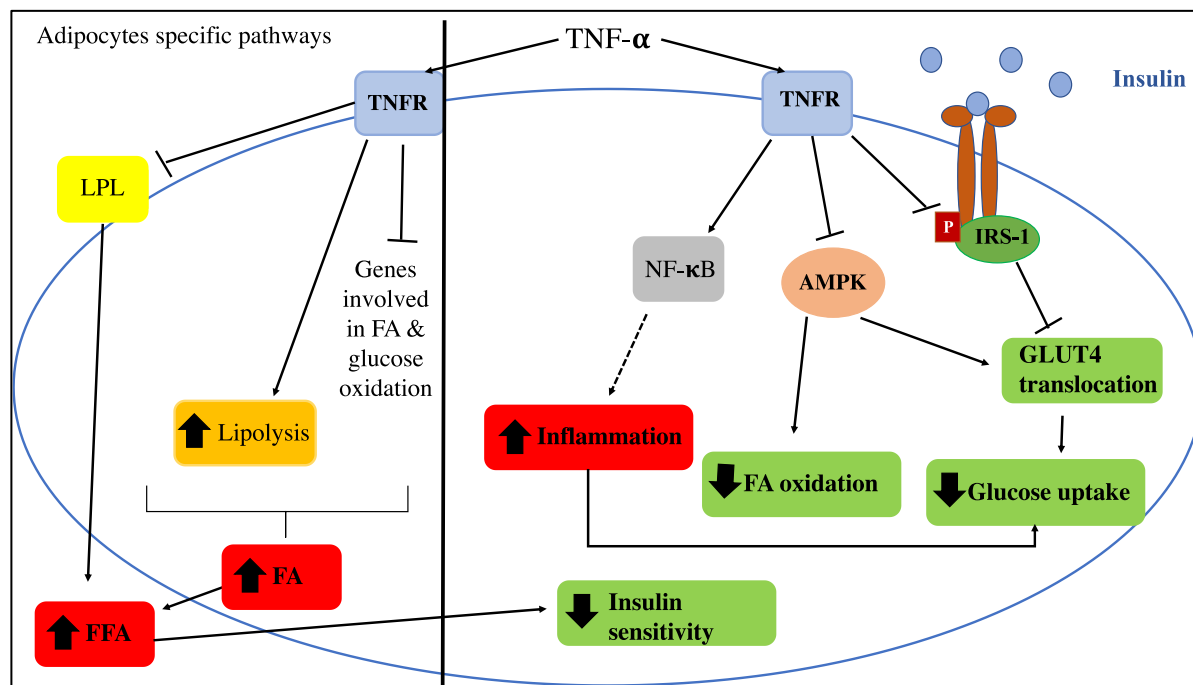 Adipocytes specific pathways
TNF-α
TNFR
TNFR
Insulin
LPL
P
IRS-1
NF-κB
AMPK
Genes
involved
in FA &
glucose
oxidation
GLUT4
translocation
Lipolysis
Inflammation
FA oxidation
Glucose uptake
FA
FFA
Insulin
sensitivity